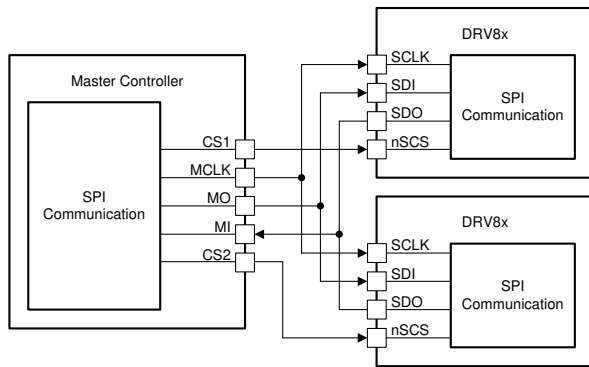 Master Controller
SPI
Communication
CS1
MCLK
MO
MI
CS2
DRV8x
SCLK
SDI
SDO
nSCS
SPI
Communication
DRV8x
SCLK
SDI
SDO
nSCS
SPI
Communication